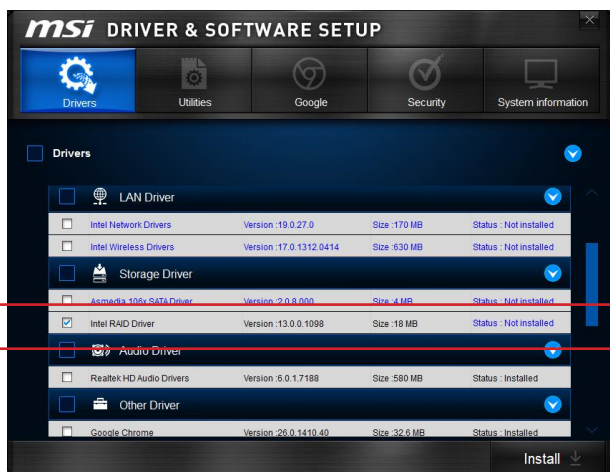 msi DRIVER & SOFTWARE SETUP
Drivers Utilities Google Security System information
Drivers
LAN Driver
Intel Network Drivers Version :19.0.27.0 Size :170 MB Status : Not installed
Intel Wireless Drivers Version :17.0.1312.0414 Size :630 MB Status : Not installed
Storage Driver
Asmedia 106x SATA Driver Version :2.0.8.000 Size :4 MB Status : Not installed
Intel RAID Driver Version :13.0.0.1098 Size :18 MB Status : Not installed
Audio Driver
Realtek HD Audio Drivers Version :6.0.1.7188 Size :580 MB Status : Installed
Other Driver
Google Chrome Version :26.0.1410.40 Size :32.6 MB Status : Installed
Install